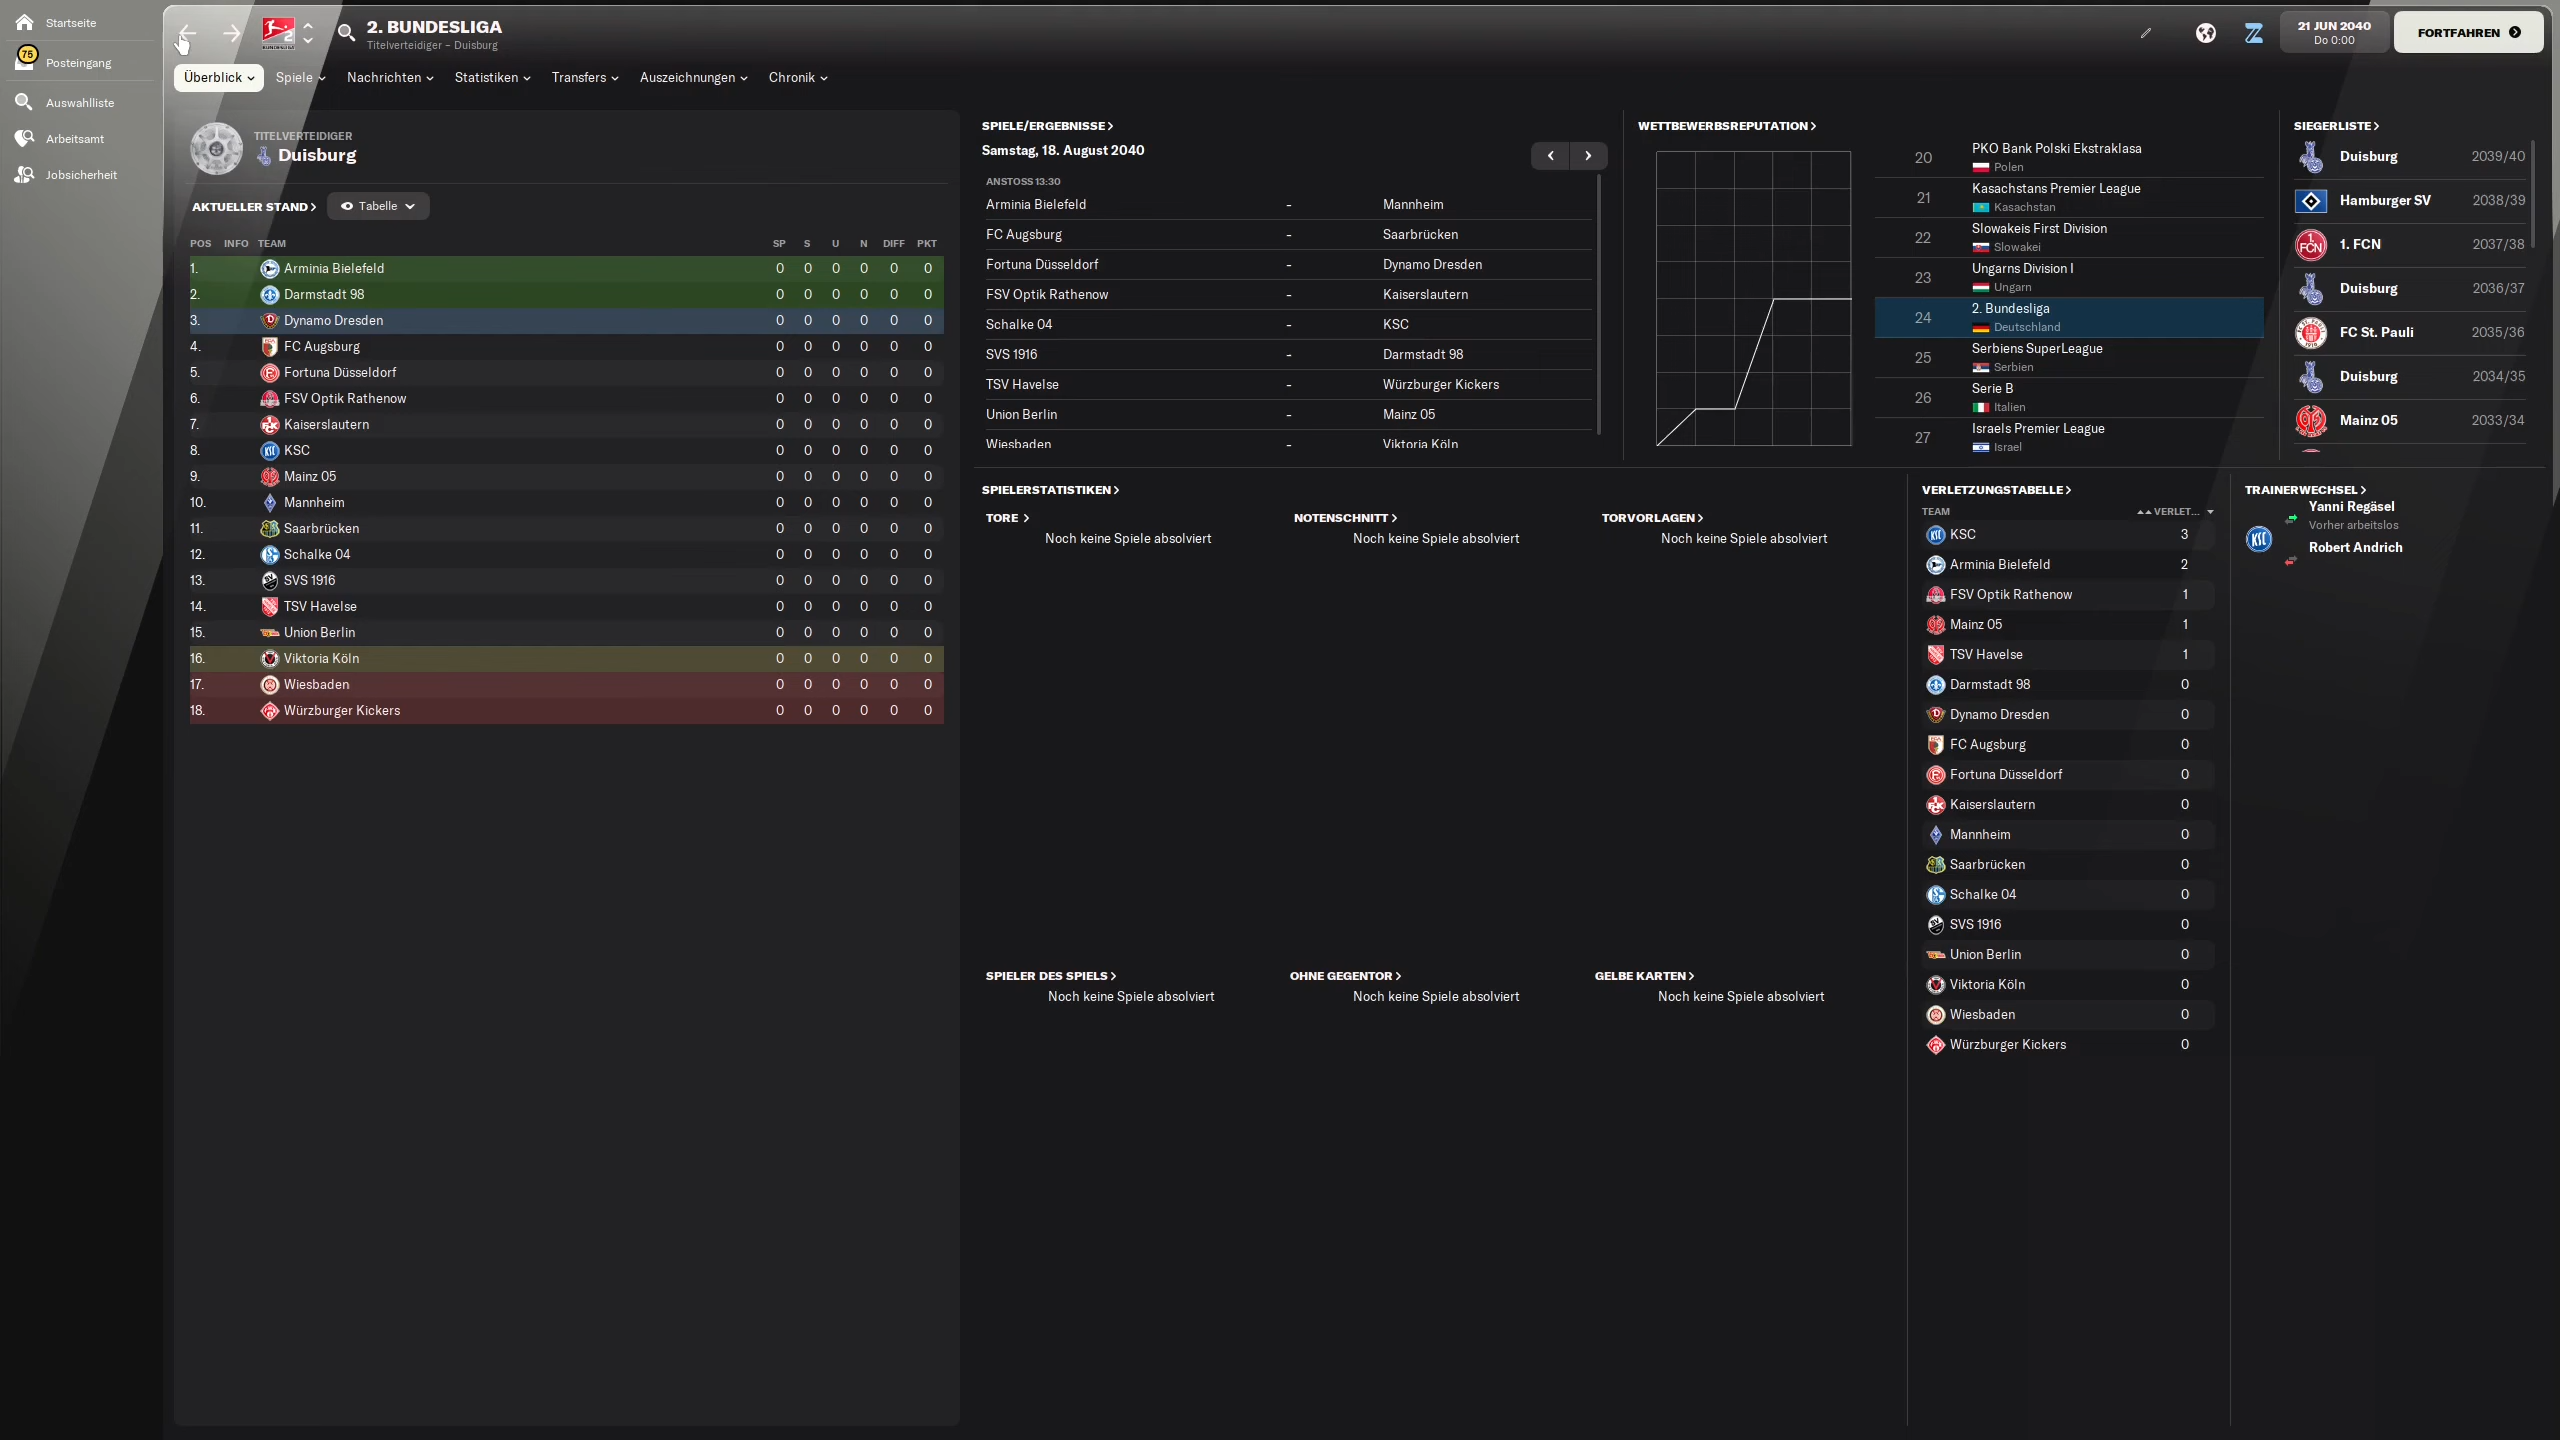 Startseite
75
Posteingang
Auswahlliste
Arbeitsamt
Jobsicherheit
2. BUNDESLIGA
Titelverteidiger - Duisburg
21 JUN 2040
Do 0:00
FORTFAHREN
Überblick
Spiele
Nachrichten
Statistiken
Transfers
Auszeichnungen
Chronik
TITELVERTEIDIGER
Duisburg
AKTUELLER STAND
Tabelle
POS INFO TEAM SP S U N DIFF PKT
1. Arminia Bielefeld 0 0 0 0 0 0
2. Darmstadt 98 0 0 0 0 0 0
3. Dynamo Dresden 0 0 0 0 0 0
4. FC Augsburg 0 0 0 0 0 0
5. Fortuna Düsseldorf 0 0 0 0 0 0
6. FSV Optik Rathenow 0 0 0 0 0 0
7. Kaiserslautern 0 0 0 0 0 0
8. KSC 0 0 0 0 0 0
9. Mainz 05 0 0 0 0 0 0
10. Mannheim 0 0 0 0 0 0
11. Saarbrücken 0 0 0 0 0 0
12. Schalke 04 0 0 0 0 0 0
13. SVS 1916 0 0 0 0 0 0
14. TSV Havelse 0 0 0 0 0 0
15. Union Berlin 0 0 0 0 0 0
16. Viktoria Köln 0 0 0 0 0 0
17. Wiesbaden 0 0 0 0 0 0
18. Würzburger Kickers 0 0 0 0 0 0
SPIELE/ERGEBNISSE
Samstag, 18. August 2040
ANSTOSS 13:30
Arminia Bielefeld - Mannheim
FC Augsburg - Saarbrücken
Fortuna Düsseldorf - Dynamo Dresden
FSV Optik Rathenow - Kaiserslautern
Schalke 04 - KSC
SVS 1916 - Darmstadt 98
TSV Havelse - Würzburger Kickers
Union Berlin - Mainz 05
Wiesbaden - Viktoria Köln
WETTBEWERBSREPUTATION
20 PKO Bank Polski Ekstraklasa
Polen
21 Kasachstans Premier League
Kasachstan
22 Slowakeis First Division
Slowakei
23 Ungarns Division I
Ungarn
24 2. Bundesliga
Deutschland
25 Serbiens SuperLeague
Serbien
26 Serie B
Italien
27 Israels Premier League
Israel
SIEGERLISTE
Duisburg 2039/40
Hamburger SV 2038/39
1. FCN 2037/38
Duisburg 2036/37
FC St. Pauli 2035/36
Duisburg 2034/35
Mainz 05 2033/34
SPIELERSTATISTIKEN
TORE
Noch keine Spiele absolviert
NOTENSCHNITT
Noch keine Spiele absolviert
TORVORLAGEN
Noch keine Spiele absolviert
SPIELER DES SPIELS
Noch keine Spiele absolviert
OHNE GEGENTOR
Noch keine Spiele absolviert
GELBE KARTEN
Noch keine Spiele absolviert
VERLETZUNGSTABELLE
TEAM VERLET...
KSC 3
Arminia Bielefeld 2
FSV Optik Rathenow 1
Mainz 05 1
TSV Havelse 1
Darmstadt 98 0
Dynamo Dresden 0
FC Augsburg 0
Fortuna Düsseldorf 0
Kaiserslautern 0
Mannheim 0
Saarbrücken 0
Schalke 04 0
SVS 1916 0
Union Berlin 0
Viktoria Köln 0
Wiesbaden 0
Würzburger Kickers 0
TRAINERWECHSEL
Yanni Regäsel
Vorher arbeitslos
Robert Andrich